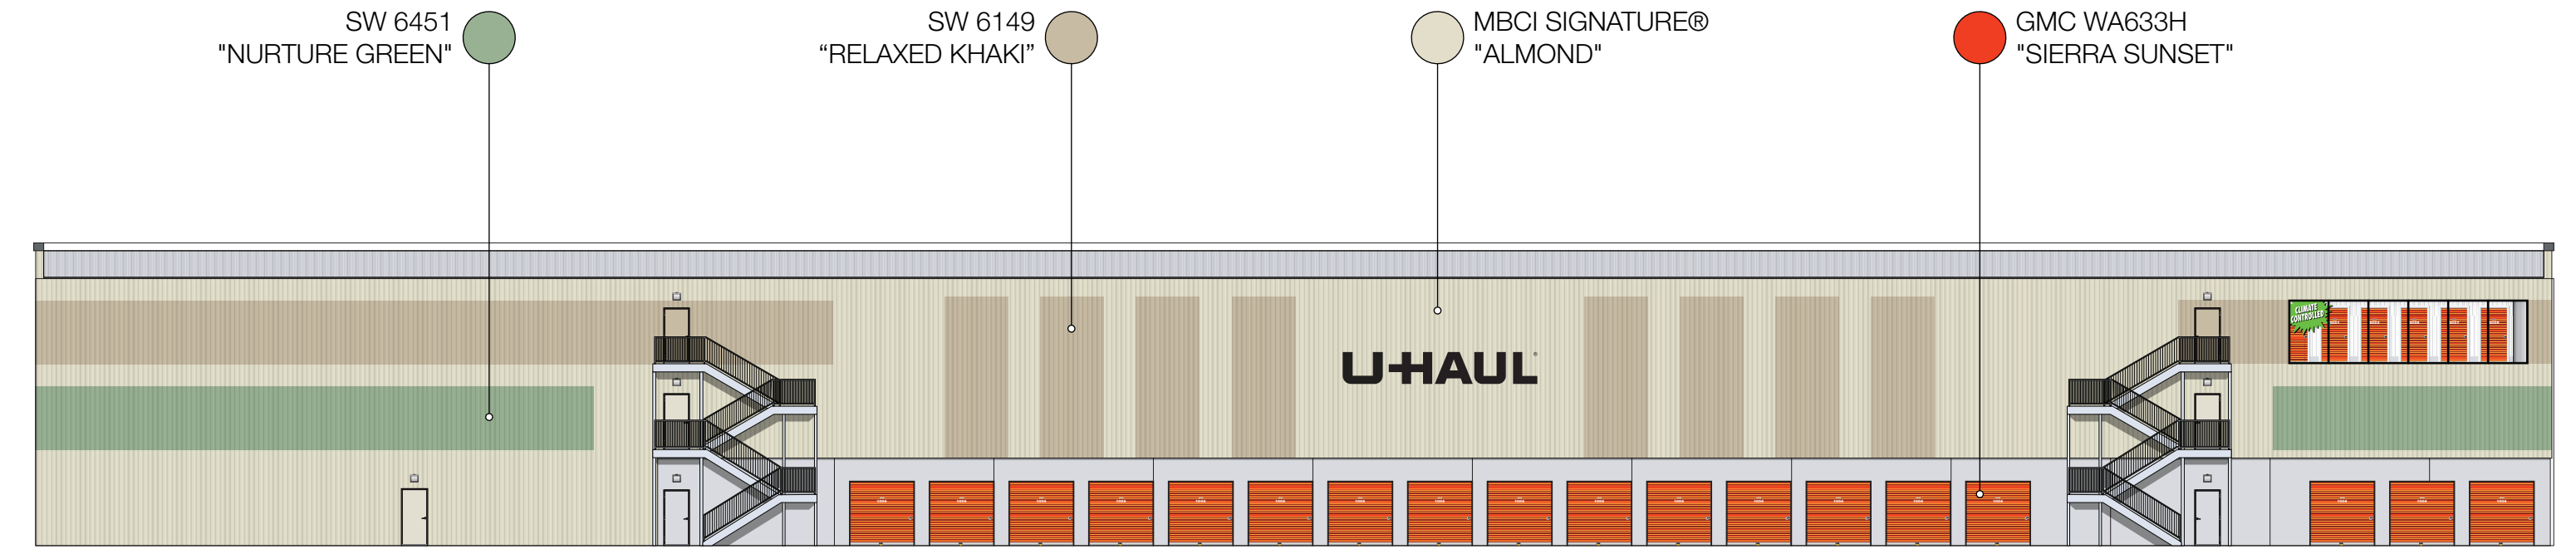 SW 6451
"NURTURE GREEN"
SW 6149
“RELAXED KHAKI”
MBCI SIGNATURE®
"ALMOND"
GMC WA633H
"SIERRA SUNSET"
CLIMATE
CONTROLLED
U-HAUL®